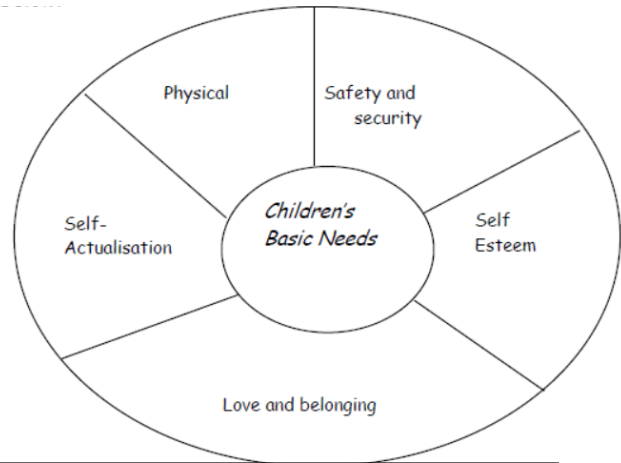 Physical
Safety and
security
Children's
Basic Needs
Self-
Actualisation
Self
Esteem
Love and belonging